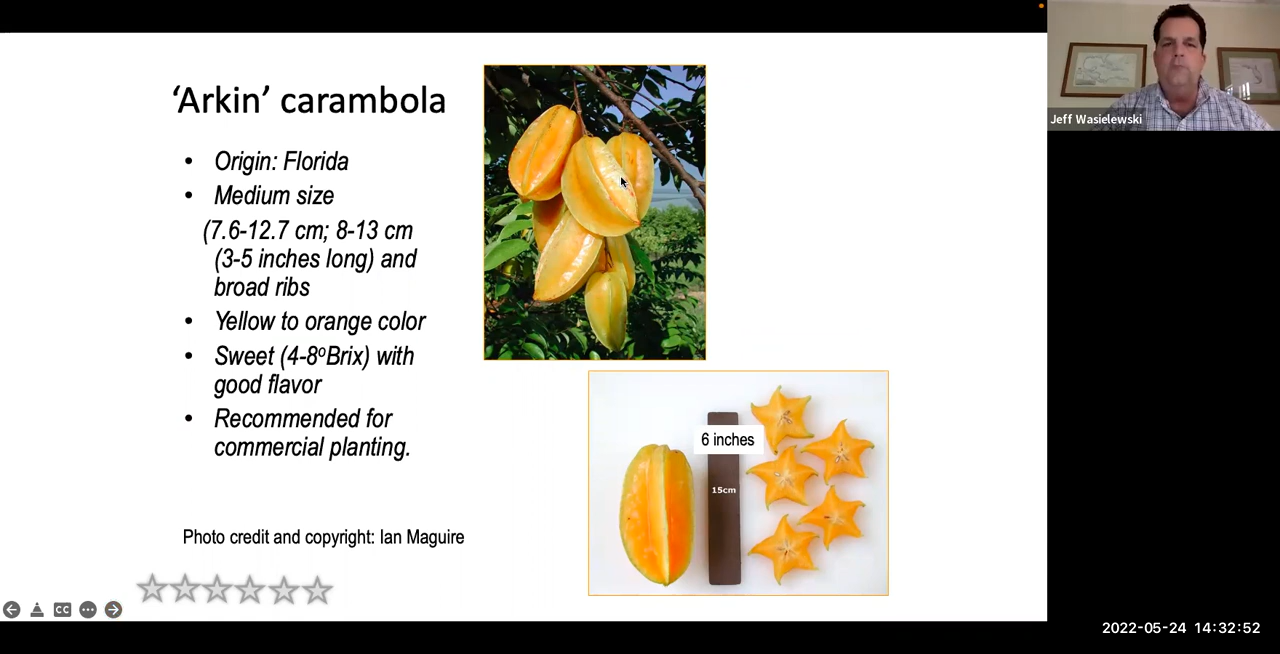 ‘Arkin’ carambola
• Origin: Florida
• Medium size
(7.6-12.7 cm; 8-13 cm
(3-5 inches long) and
broad ribs
• Yellow to orange color
• Sweet (4-8ºBrix) with
good flavor
• Recommended for
commercial planting.
Photo credit and copyright: Ian Maguire
6 inches
15cm
CC
Jeff Wasielewski
2022-05-24 14:32:52